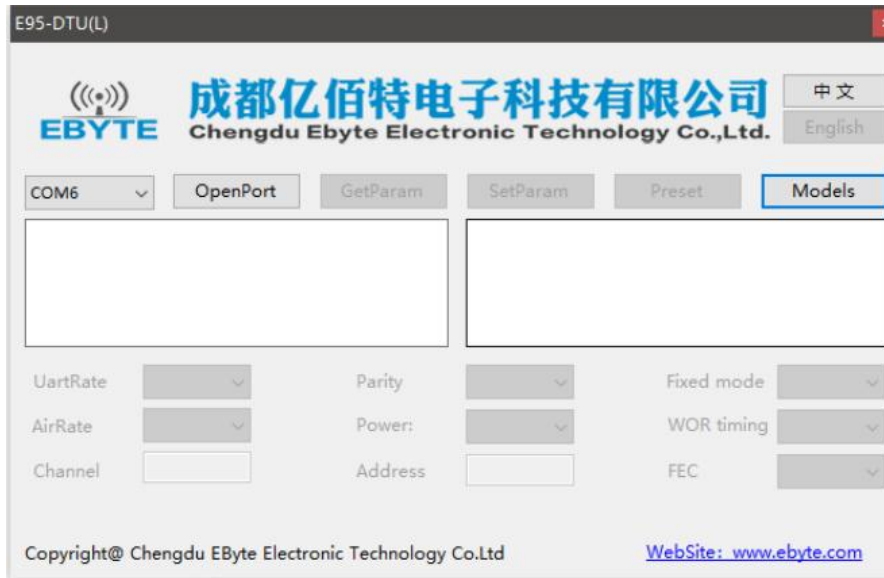 E95-DTU(L)
((•)) EBYTE
成都亿佰特电子科技有限公司
Chengdu Ebyte Electronic Technology Co.,Ltd.
中文
English
COM6 OpenPort GetParam SetParam Preset Models
UartRate Parity Fixed mode
AirRate Power: WOR timing
Channel Address FEC
Copyright@ Chengdu EByte Electronic Technology Co.Ltd WebSite: www.ebyte.com